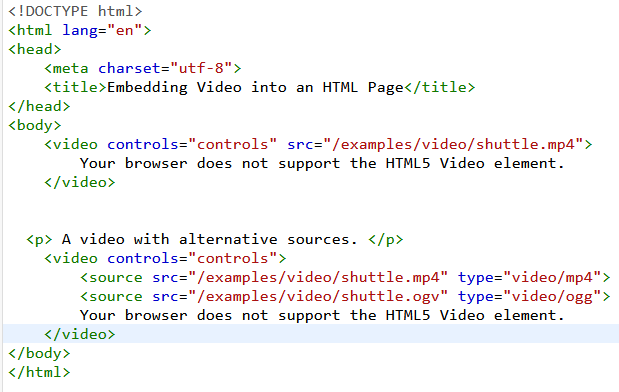 <!DOCTYPE html>
<html lang="en">
<head>
    <meta charset="utf-8">
    <title>Embedding Video into an HTML Page</title>
</head>
<body>
    <video controls="controls" src="/examples/video/shuttle.mp4">
        Your browser does not support the HTML5 Video element.
    </video>
  <p> A video with alternative sources. </p>
    <video controls="controls">
        <source src="/examples/video/shuttle.mp4" type="video/mp4">
        <source src="/examples/video/shuttle.ogv" type="video/ogg">
        Your browser does not support the HTML5 Video element.
    </video>
</body>
</html>